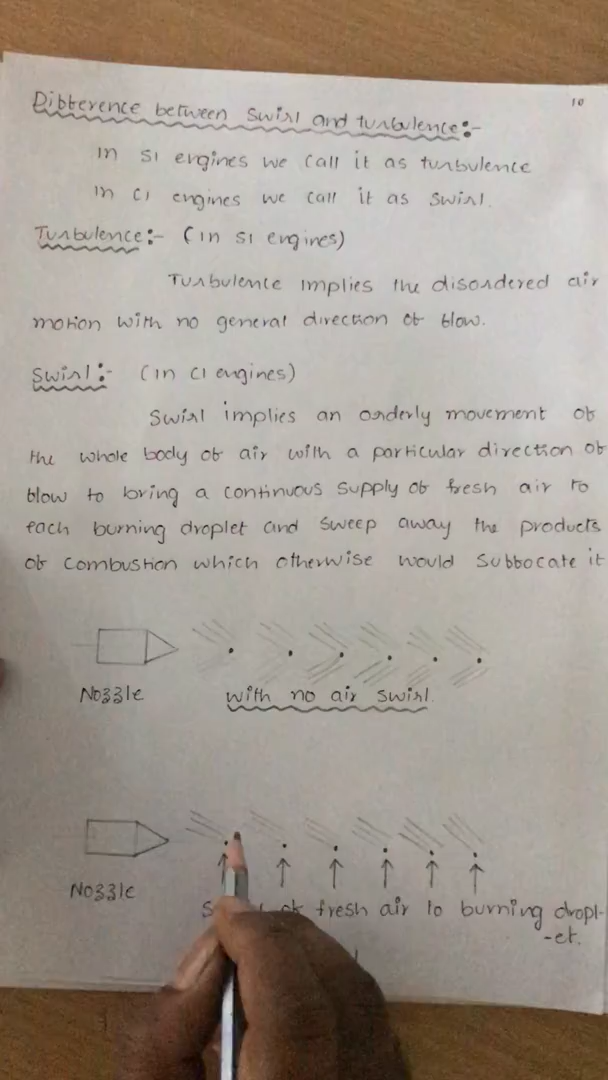 10
Difference between Swirl and turbulence:-
In SI engines we call it as turbulence
In CI engines we call it as Swirl.
Turbulence:- (In SI engines)
Turbulence implies the disordered air
motion with no general direction of flow.
Swirl:- (In CI engines)
Swirl implies an orderly movement of
the whole body of air with a particular direction of
flow to bring a continuous supply of fresh air to
each burning droplet and sweep away the products
of combustion which otherwise would suffocate it
Nozzle
with no air swirl.
Nozzle
fresh air to burning dropl-
-et.